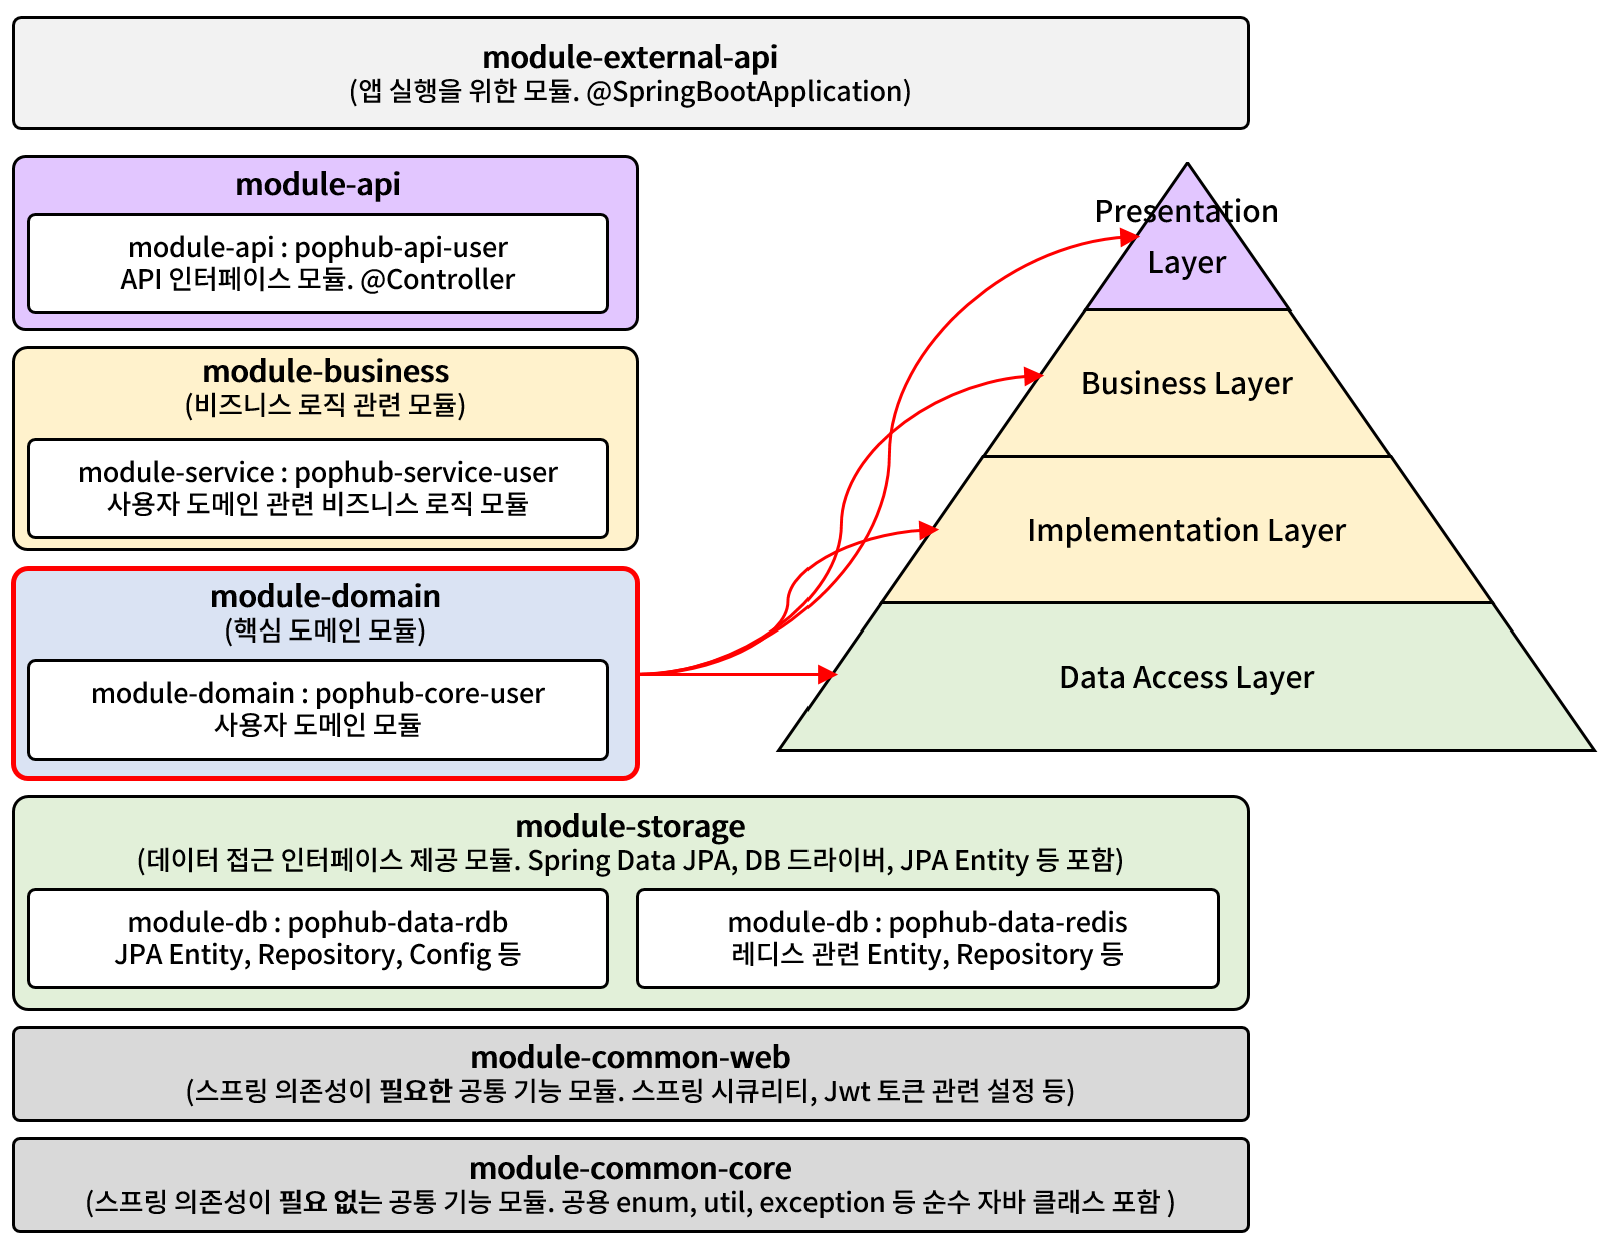 module-external-api
(앱 실행을 위한 모듈. @SpringBootApplication)
module-api
module-api : pophub-api-user
API 인터페이스 모듈. @Controller
module-business
(비즈니스 로직 관련 모듈)
module-service : pophub-service-user
사용자 도메인 관련 비즈니스 로직 모듈
module-domain
(핵심 도메인 모듈)
module-domain : pophub-core-user
사용자 도메인 모듈
Presentation
Layer
Business Layer
Implementation Layer
Data Access Layer
module-storage
(데이터 접근 인터페이스 제공 모듈. Spring Data JPA, DB 드라이버, JPA Entity 등 포함)
module-db : pophub-data-rdb
JPA Entity, Repository, Config 등
module-db : pophub-data-redis
레디스 관련 Entity, Repository 등
module-common-web
(스프링 의존성이 필요한 공통 기능 모듈. 스프링 시큐리티, Jwt 토큰 관련 설정 등)
module-common-core
(스프링 의존성이 필요 없는 공통 기능 모듈. 공용 enum, util, exception 등 순수 자바 클래스 포함 )